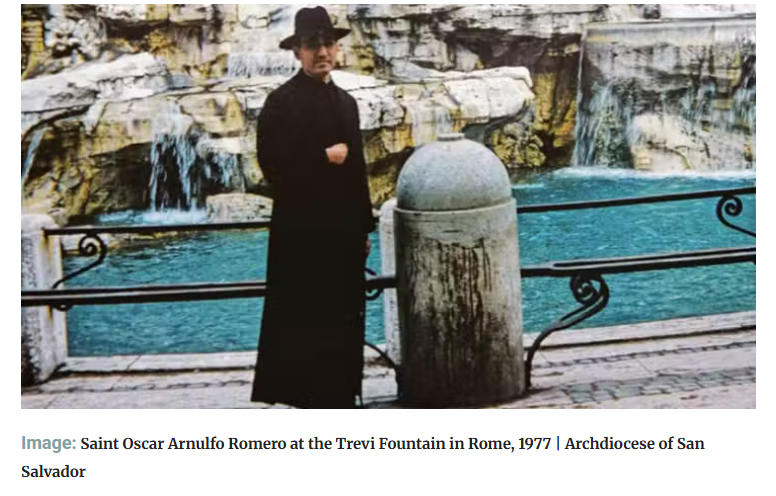 Image: Saint Oscar Arnulfo Romero at the Trevi Fountain in Rome, 1977 | Archdiocese of San
Salvador